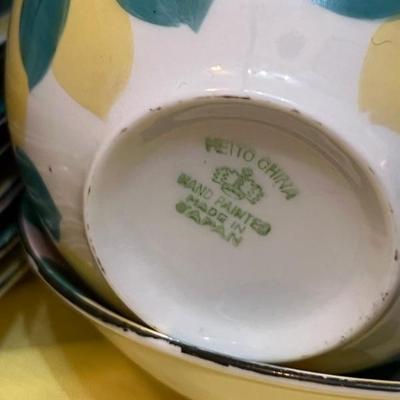 MEITO CHINA
HAND PAINTED
MADE IN
JAPAN